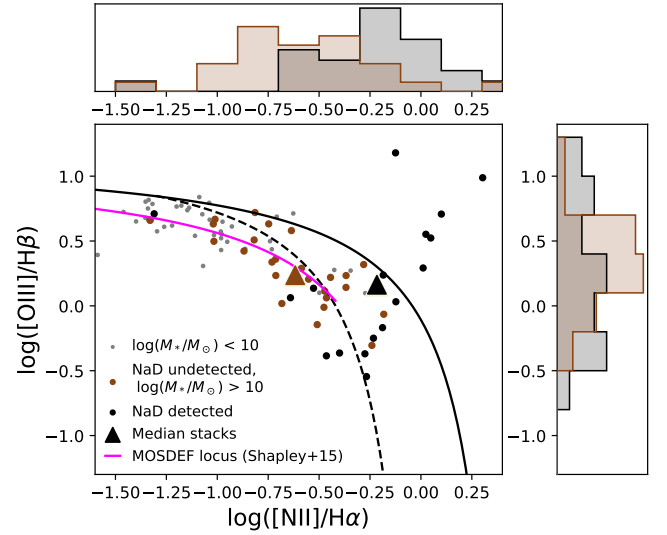 −1.50 −1.25 −1.00 −0.75 −0.50 −0.25 0.00 0.25
log([OIII]/Hβ)
1.0
0.5
0.0
−0.5
−1.0
log(M*/M⊙) < 10
NaD undetected,
log(M*/M⊙) > 10
NaD detected
Median stacks
MOSDEF locus (Shapley+15)
−1.50 −1.25 −1.00 −0.75 −0.50 −0.25 0.00 0.25
log([NII]/Hα)
1.0
0.5
0.0
−0.5
−1.0